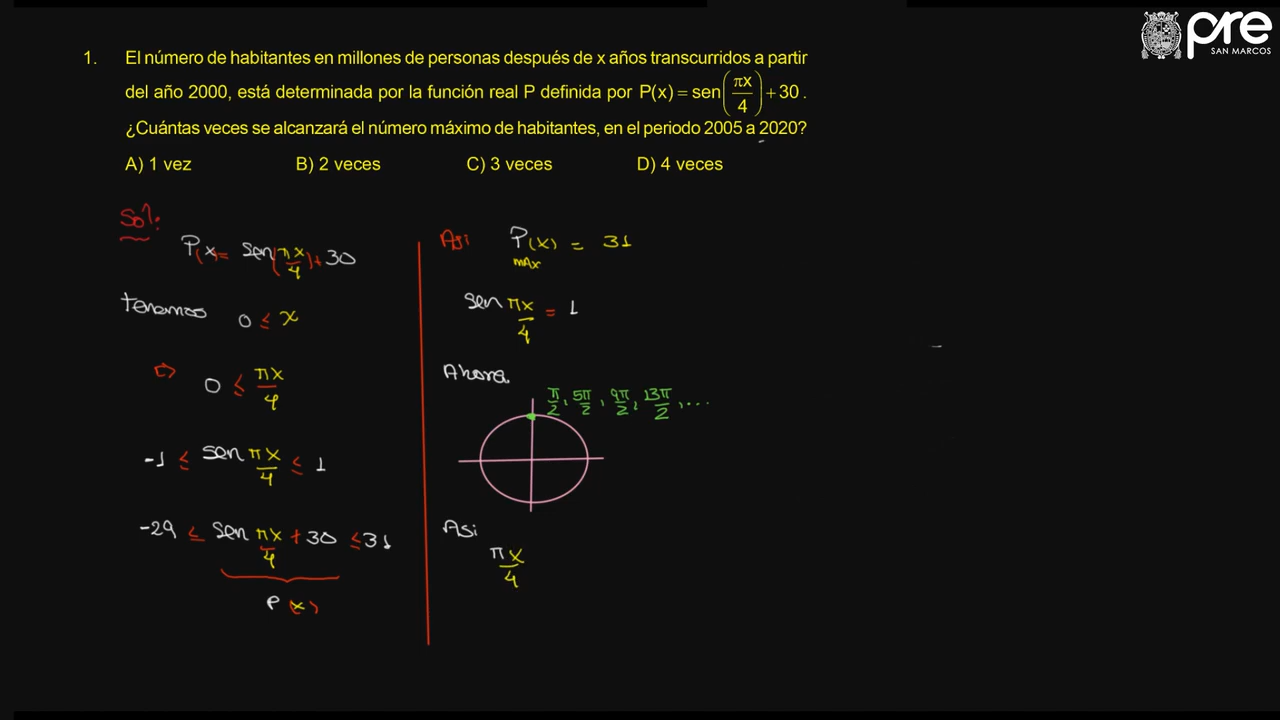 pre
SAN MARCOS
1. El número de habitantes en millones de personas después de x años transcurridos a partir
del año 2000, está determinada por la función real P definida por P(x) = sen(πx/4) + 30 .
¿Cuántas veces se alcanzará el número máximo de habitantes, en el periodo 2005 a 2020?
A) 1 vez B) 2 veces C) 3 veces D) 4 veces
Sol:
P(x) = sen(πx/4) + 30
tenemos 0 ≤ x
⇒ 0 ≤ πx/4
-1 ≤ sen πx/4 ≤ 1
-29 ≤ sen πx/4 + 30 ≤ 31
P(x)
Asi P(x) = 31
max
sen πx/4 = 1
Ahora
π/2, 5π/2, 9π/2, 13π/2, ...
Asi
πx/4